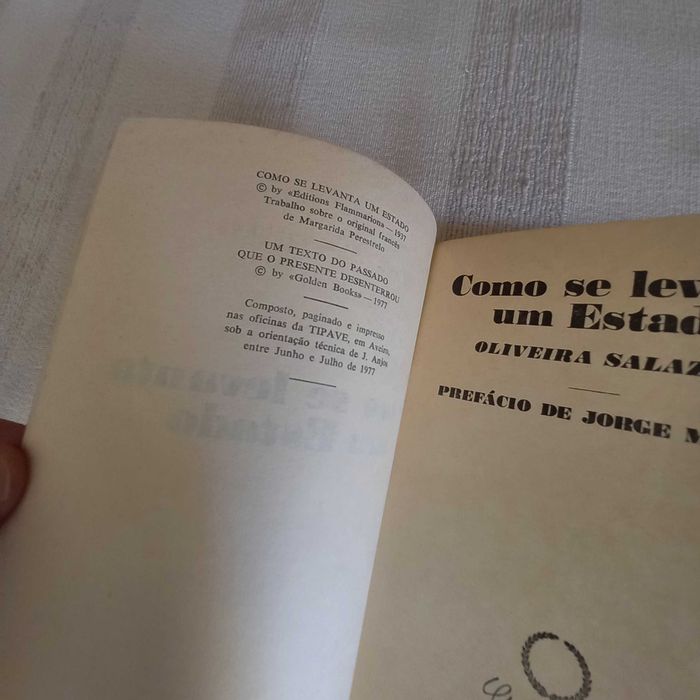 COMO SE LEVANTA UM ESTADO
© by «Éditions Flammarion» — 1937
Trabalho sobre o original francês
de Margarida Perestrelo
UM TEXTO DO PASSADO
QUE O PRESENTE DESENTERROU
© by «Golden Books» — 1977
Composto, paginado e impresso
nas oficinas da TIPAVE, em Aveiro,
sob a orientação técnica de J. Anjos
entre Junho e Julho de 1977
Como se lev
um Estad
OLIVEIRA SALAZ
PREFÁCIO DE JORGE M